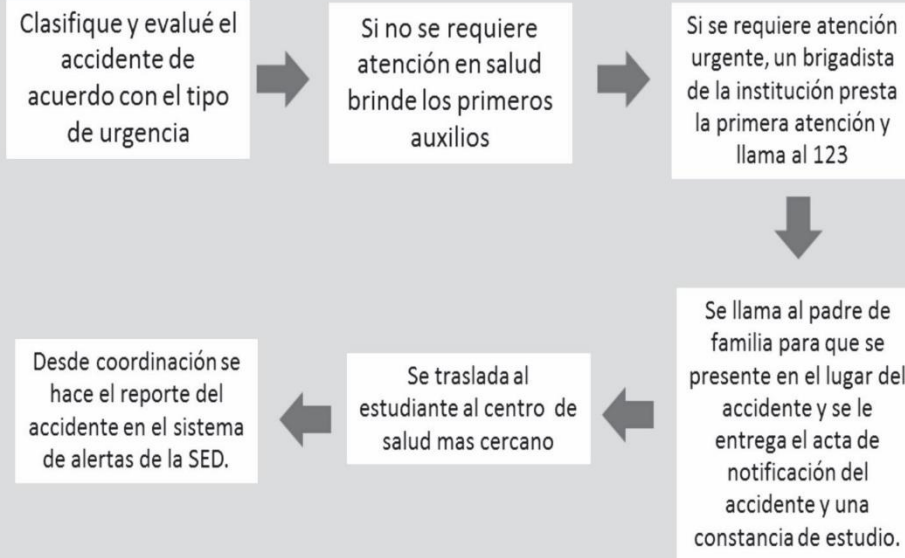 Clasifique y evalué el
accidente de
acuerdo con el tipo
de urgencia
Si no se requiere
atención en salud
brinde los primeros
auxilios
Si se requiere atención
urgente, un brigadista
de la institución presta
la primera atención y
llama al 123
Se llama al padre de
familia para que se
presente en el lugar del
accidente y se le
entrega el acta de
notificación del
accidente y una
constancia de estudio.
Se traslada al
estudiante al centro de
salud mas cercano
Desde coordinación se
hace el reporte del
accidente en el sistema
de alertas de la SED.